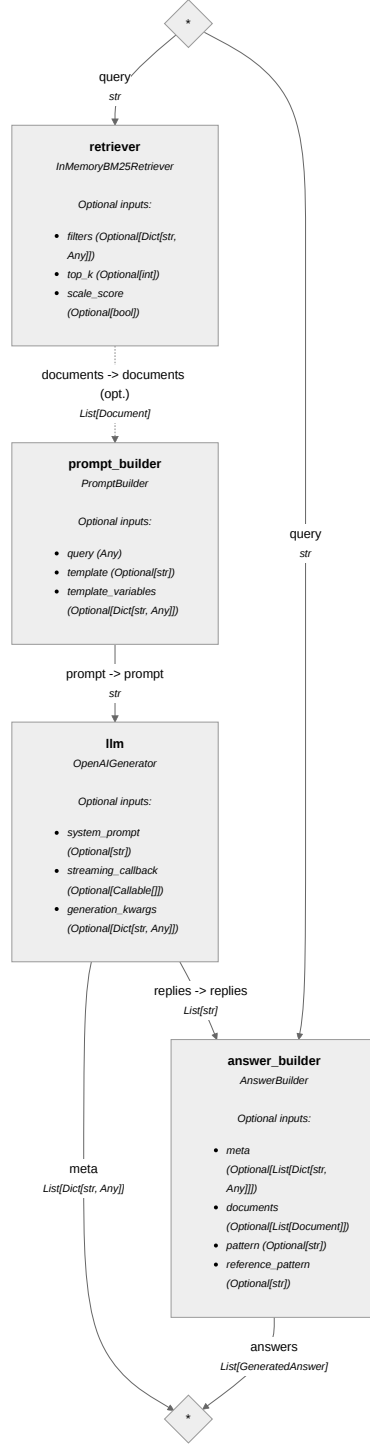 *
query
str
retriever
InMemoryBM25Retriever
Optional inputs:
• filters (Optional[Dict[str,
Any]])
• top_k (Optional[int])
• scale_score
(Optional[bool])
documents -> documents
(opt.)
List[Document]
prompt_builder
PromptBuilder
Optional inputs:
• query (Any)
• template (Optional[str])
• template_variables
(Optional[Dict[str, Any]])
query
str
prompt -> prompt
str
llm
OpenAIGenerator
Optional inputs:
• system_prompt
(Optional[str])
• streaming_callback
(Optional[Callable[]])
• generation_kwargs
(Optional[Dict[str, Any]])
replies -> replies
List[str]
answer_builder
AnswerBuilder
Optional inputs:
• meta
(Optional[List[Dict[str,
Any]]])
• documents
(Optional[List[Document]])
• pattern (Optional[str])
• reference_pattern
(Optional[str])
meta
List[Dict[str, Any]]
answers
List[GeneratedAnswer]
*